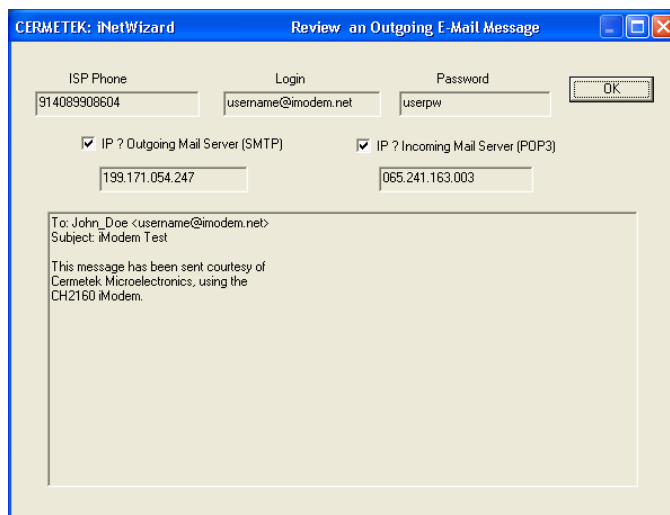 CERMETEK: iNetWizard Review an Outgoing E-Mail Message
ISP Phone Login Password
914089908604 username@imodem.net userpw OK
IP ? Outgoing Mail Server (SMTP) IP ? Incoming Mail Server (POP3)
199.171.054.247 065.241.163.003
To: John_Doe <username@imodem.net>
Subject: iModem Test
This message has been sent courtesy of
Cermetek Microelectronics, using the
CH2160 iModem.